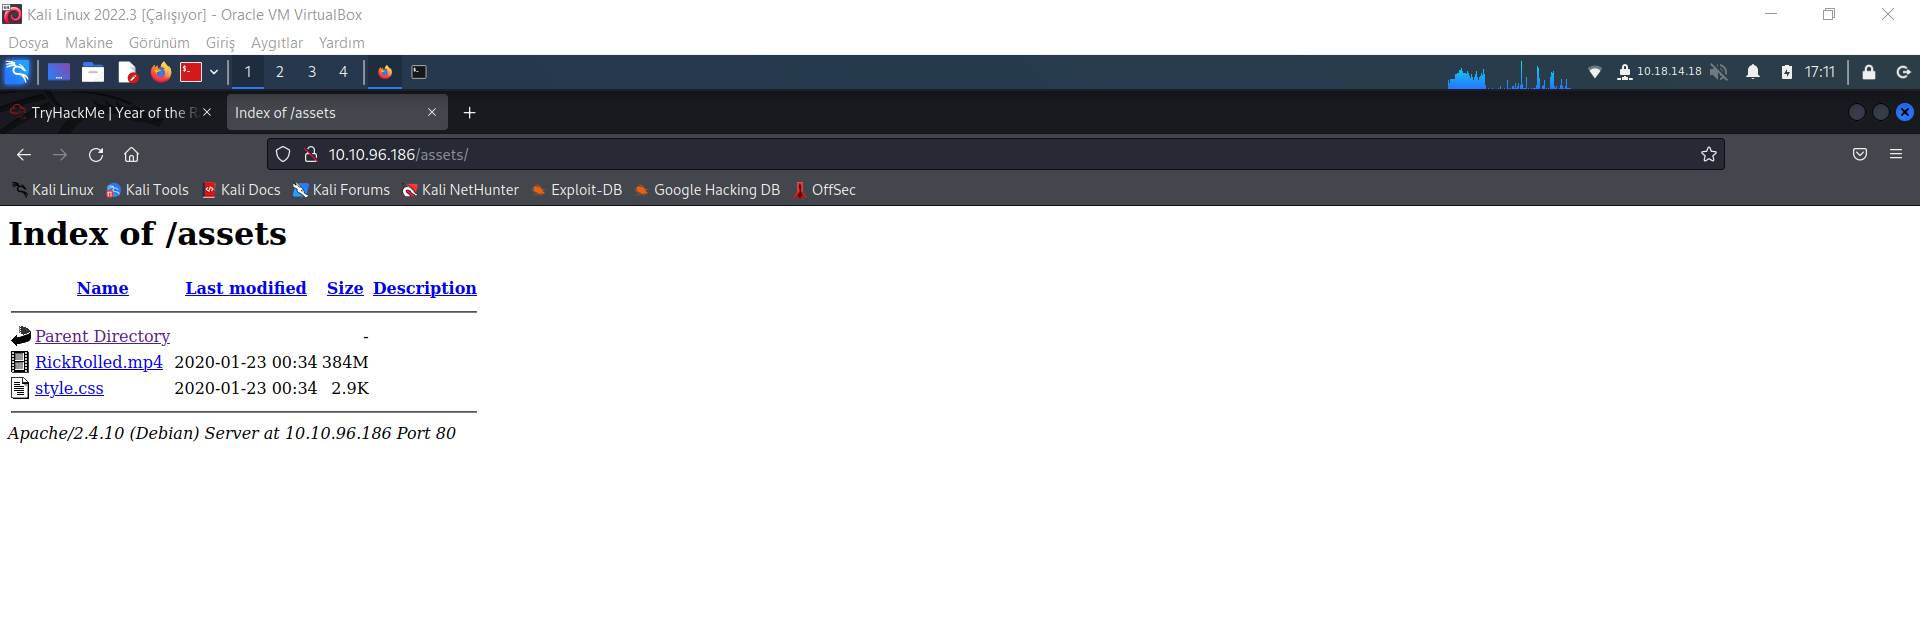 Kali Linux 2022.3 [Çalışıyor] - Oracle VM VirtualBox
Dosya Makine Görünüm Giriş Aygıtlar Yardım
1 2 3 4 10.18.14.18 17:11
TryHackMe | Year of the R Index of /assets
10.10.96.186/assets/
Kali Linux Kali Tools Kali Docs Kali Forums Kali NetHunter Exploit-DB Google Hacking DB OffSec
Index of /assets
Name Last modified Size Description
Parent Directory -
RickRolled.mp4 2020-01-23 00:34 384M
style.css 2020-01-23 00:34 2.9K
Apache/2.4.10 (Debian) Server at 10.10.96.186 Port 80